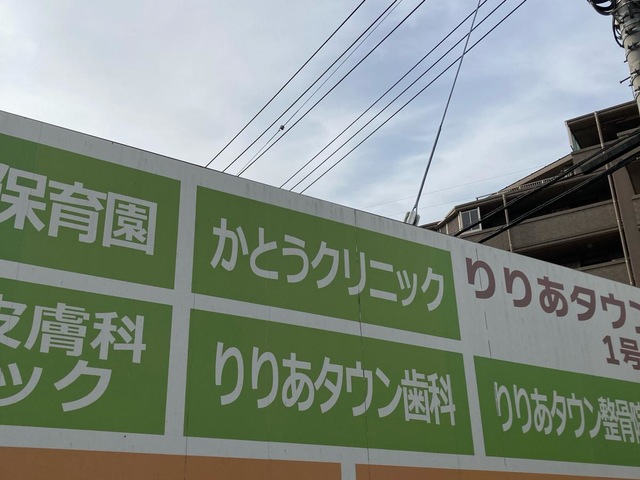 保育園
かとうクリニック
りりあタウン
1号
皮膚科
ック
りりあタウン歯科
りりあタウン整骨院